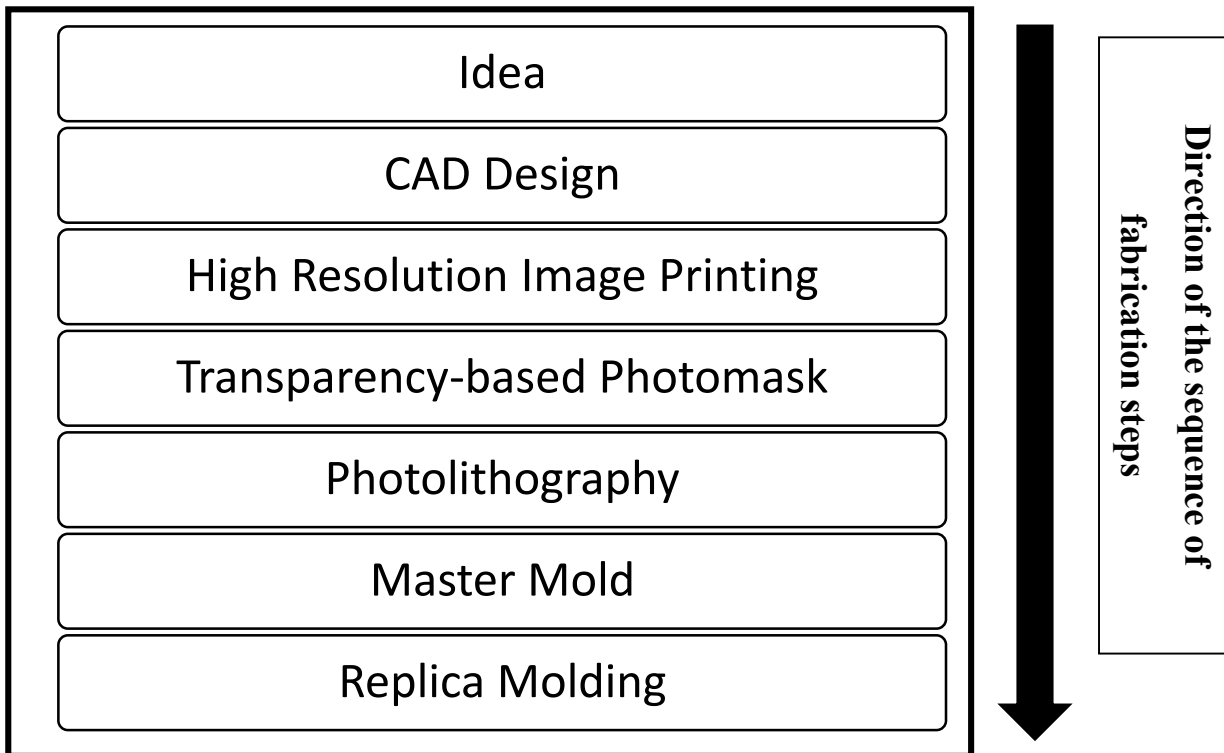 Idea
CAD Design
High Resolution Image Printing
Transparency-based Photomask
Photolithography
Master Mold
Replica Molding
Direction of the sequence of
fabrication steps